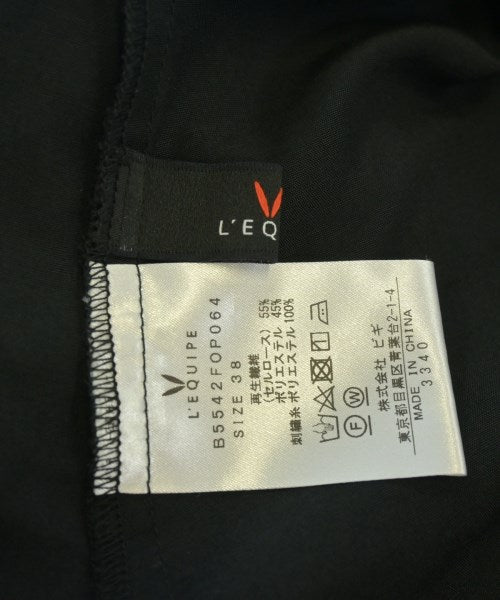 L'EQ
L'EQUIPE
B5542FOP064
SIZE 38
再生繊維
(セルロース) 55%
ポリエステル 45%
刺繍糸 ポリエステル 100%
F W
株式会社 ビギ
東京都目黒区青葉台2-1-4
MADE IN CHINA
3340